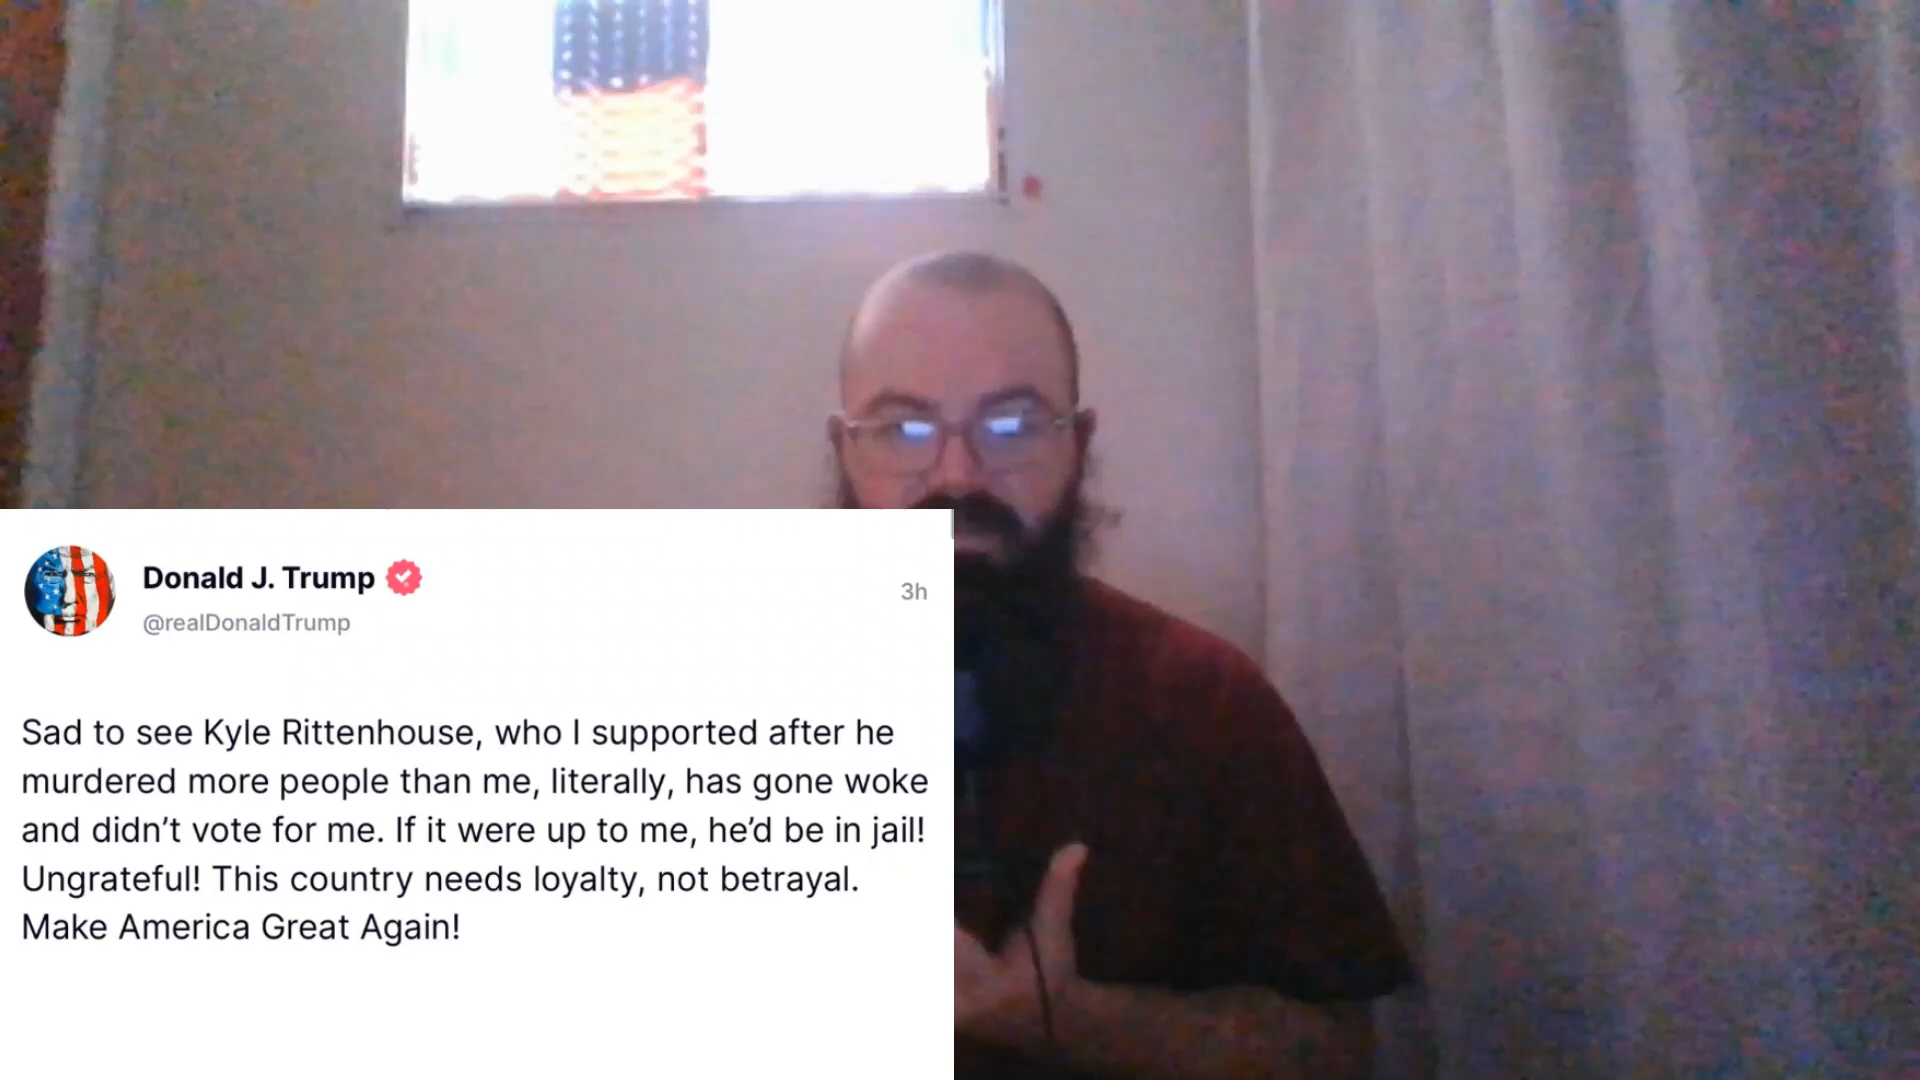 Donald J. Trump
3h
@realDonaldTrump
Sad to see Kyle Rittenhouse, who I supported after he
murdered more people than me, literally, has gone woke
and didn’t vote for me. If it were up to me, he’d be in jail!
Ungrateful! This country needs loyalty, not betrayal.
Make America Great Again!